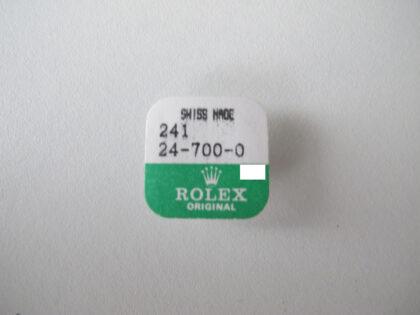 SWISS MADE
241
24-700-0
ROLEX
ORIGINAL